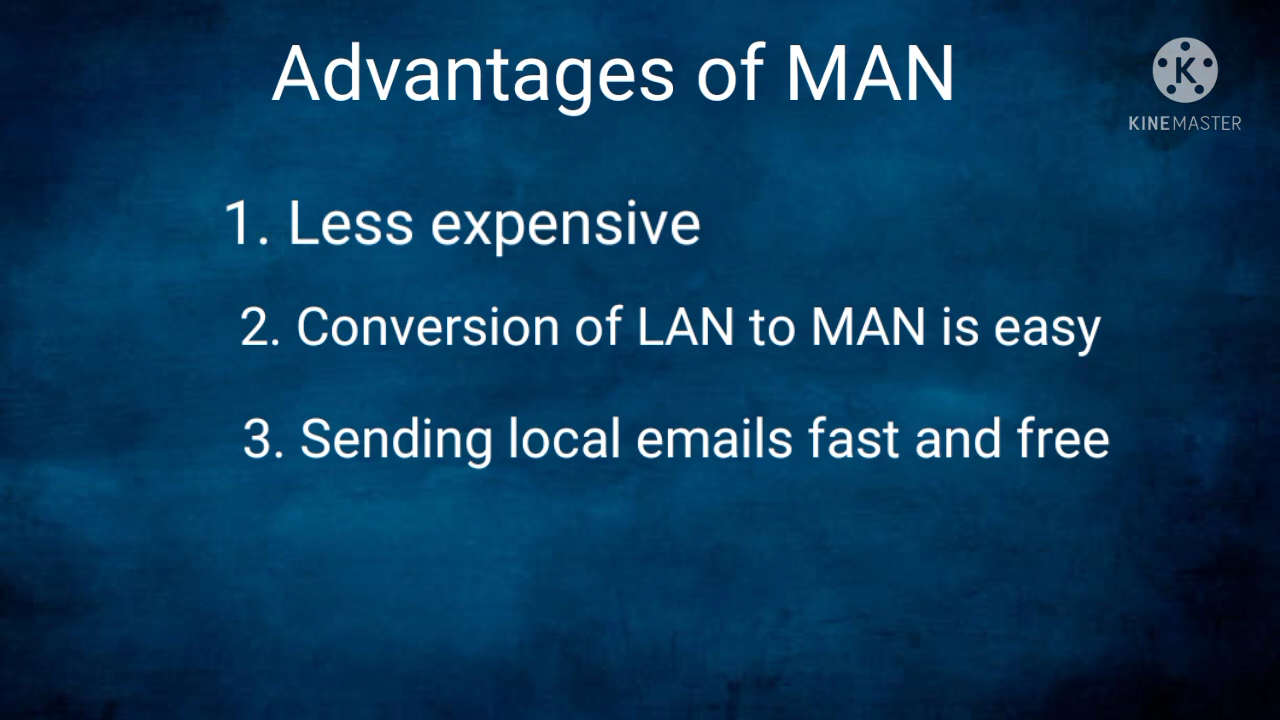 Advantages of MAN
K
KINEMASTER
1. Less expensive
2. Conversion of LAN to MAN is easy
3. Sending local emails fast and free